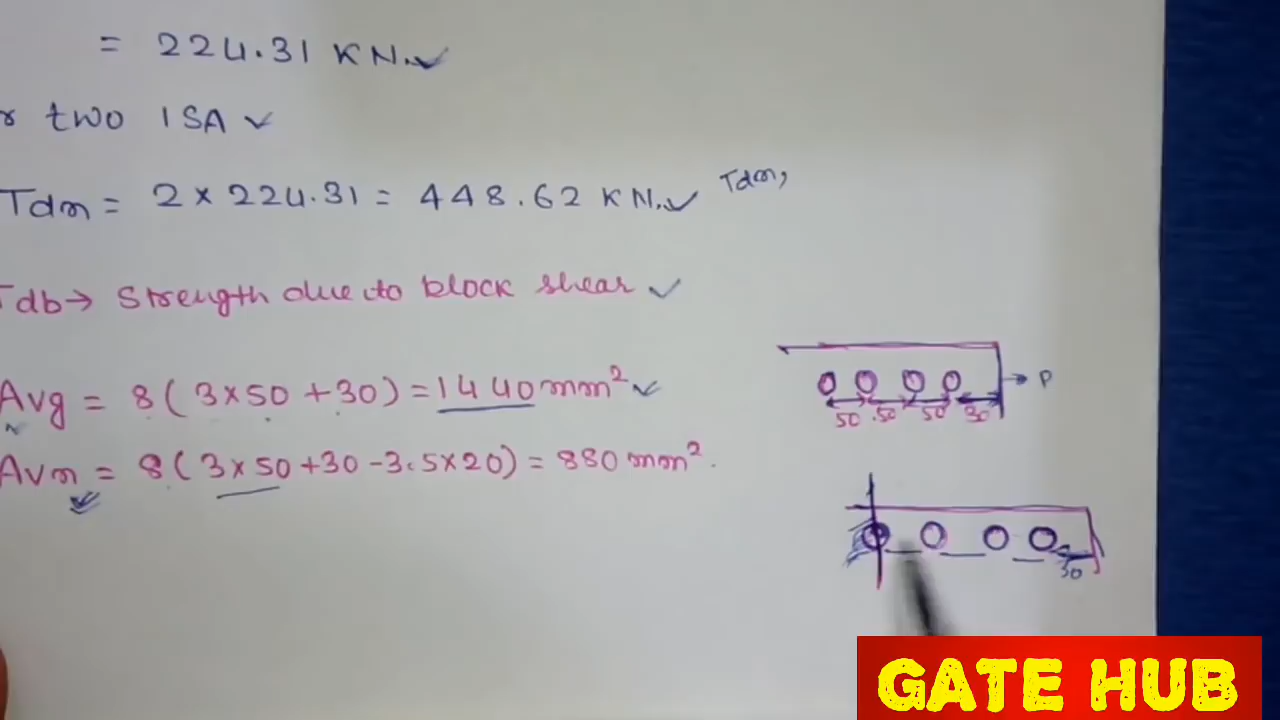 = 224.31 KN.
r two ISA
Tdn = 2 × 224.31 = 448.62 KN. Tdn,
Tdb → Strength due to block shear
Avg = 8 ( 3×50 +30) = 1440 mm²
P
50 50 50 30
Avn = 8 ( 3×50 +30 -3.5×20) = 880 mm².
30
GATE HUB